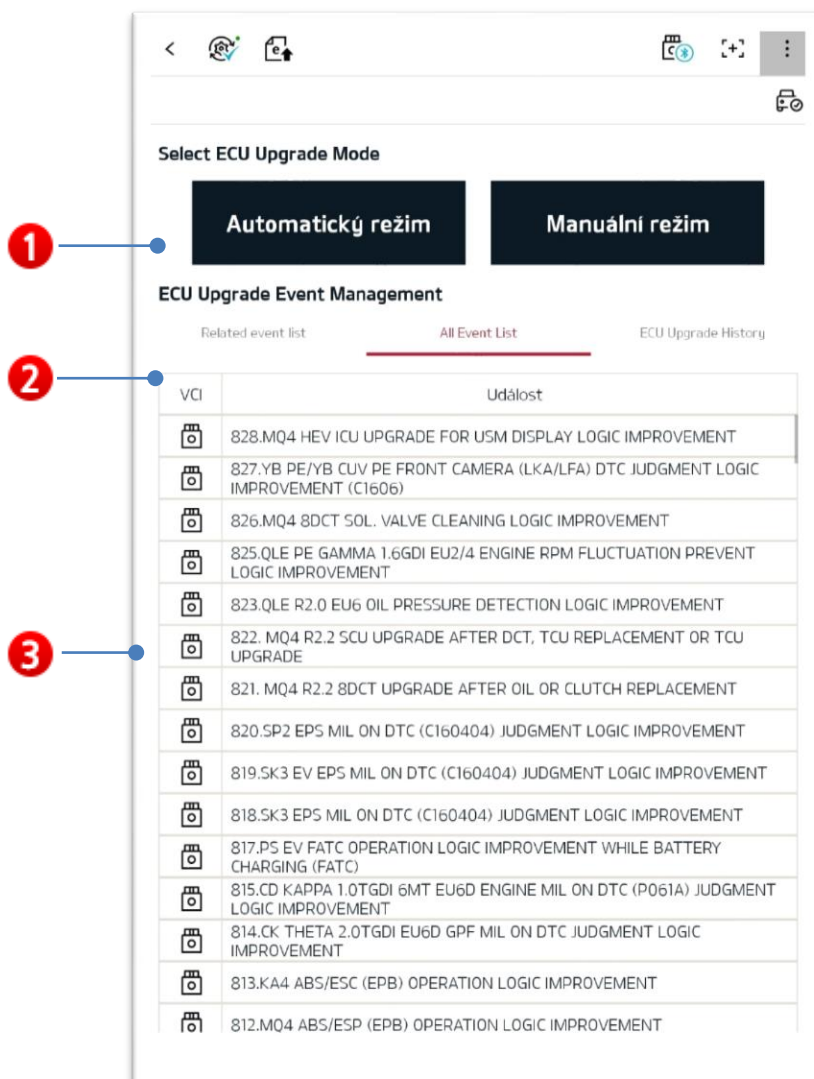 Select ECU Upgrade Mode
Automatický režim
Manuální režim
1
ECU Upgrade Event Management
Related event list
All Event List
ECU Upgrade History
2
VCI
Událost
828.MQ4 HEV ICU UPGRADE FOR USM DISPLAY LOGIC IMPROVEMENT
827.YB PE/YB CUV PE FRONT CAMERA (LKA/LFA) DTC JUDGMENT LOGIC
IMPROVEMENT (C1606)
826.MQ4 8DCT SOL. VALVE CLEANING LOGIC IMPROVEMENT
825.QLE PE GAMMA 1.6GDI EU2/4 ENGINE RPM FLUCTUATION PREVENT
LOGIC IMPROVEMENT
823.QLE R2.0 EU6 OIL PRESSURE DETECTION LOGIC IMPROVEMENT
3
822. MQ4 R2.2 SCU UPGRADE AFTER DCT, TCU REPLACEMENT OR TCU
UPGRADE
821. MQ4 R2.2 8DCT UPGRADE AFTER OIL OR CLUTCH REPLACEMENT
820.SP2 EPS MIL ON DTC (C160404) JUDGMENT LOGIC IMPROVEMENT
819.SK3 EV EPS MIL ON DTC (C160404) JUDGMENT LOGIC IMPROVEMENT
818.SK3 EPS MIL ON DTC (C160404) JUDGMENT LOGIC IMPROVEMENT
817.PS EV FATC OPERATION LOGIC IMPROVEMENT WHILE BATTERY
CHARGING (FATC)
815.CD KAPPA 1.0TGDI 6MT EU6D ENGINE MIL ON DTC (P061A) JUDGMENT
LOGIC IMPROVEMENT
814.CK THETA 2.0TGDI EU6D GPF MIL ON DTC JUDGMENT LOGIC
IMPROVEMENT
813.KA4 ABS/ESC (EPB) OPERATION LOGIC IMPROVEMENT
812.MQ4 ABS/ESP (EPB) OPERATION LOGIC IMPROVEMENT